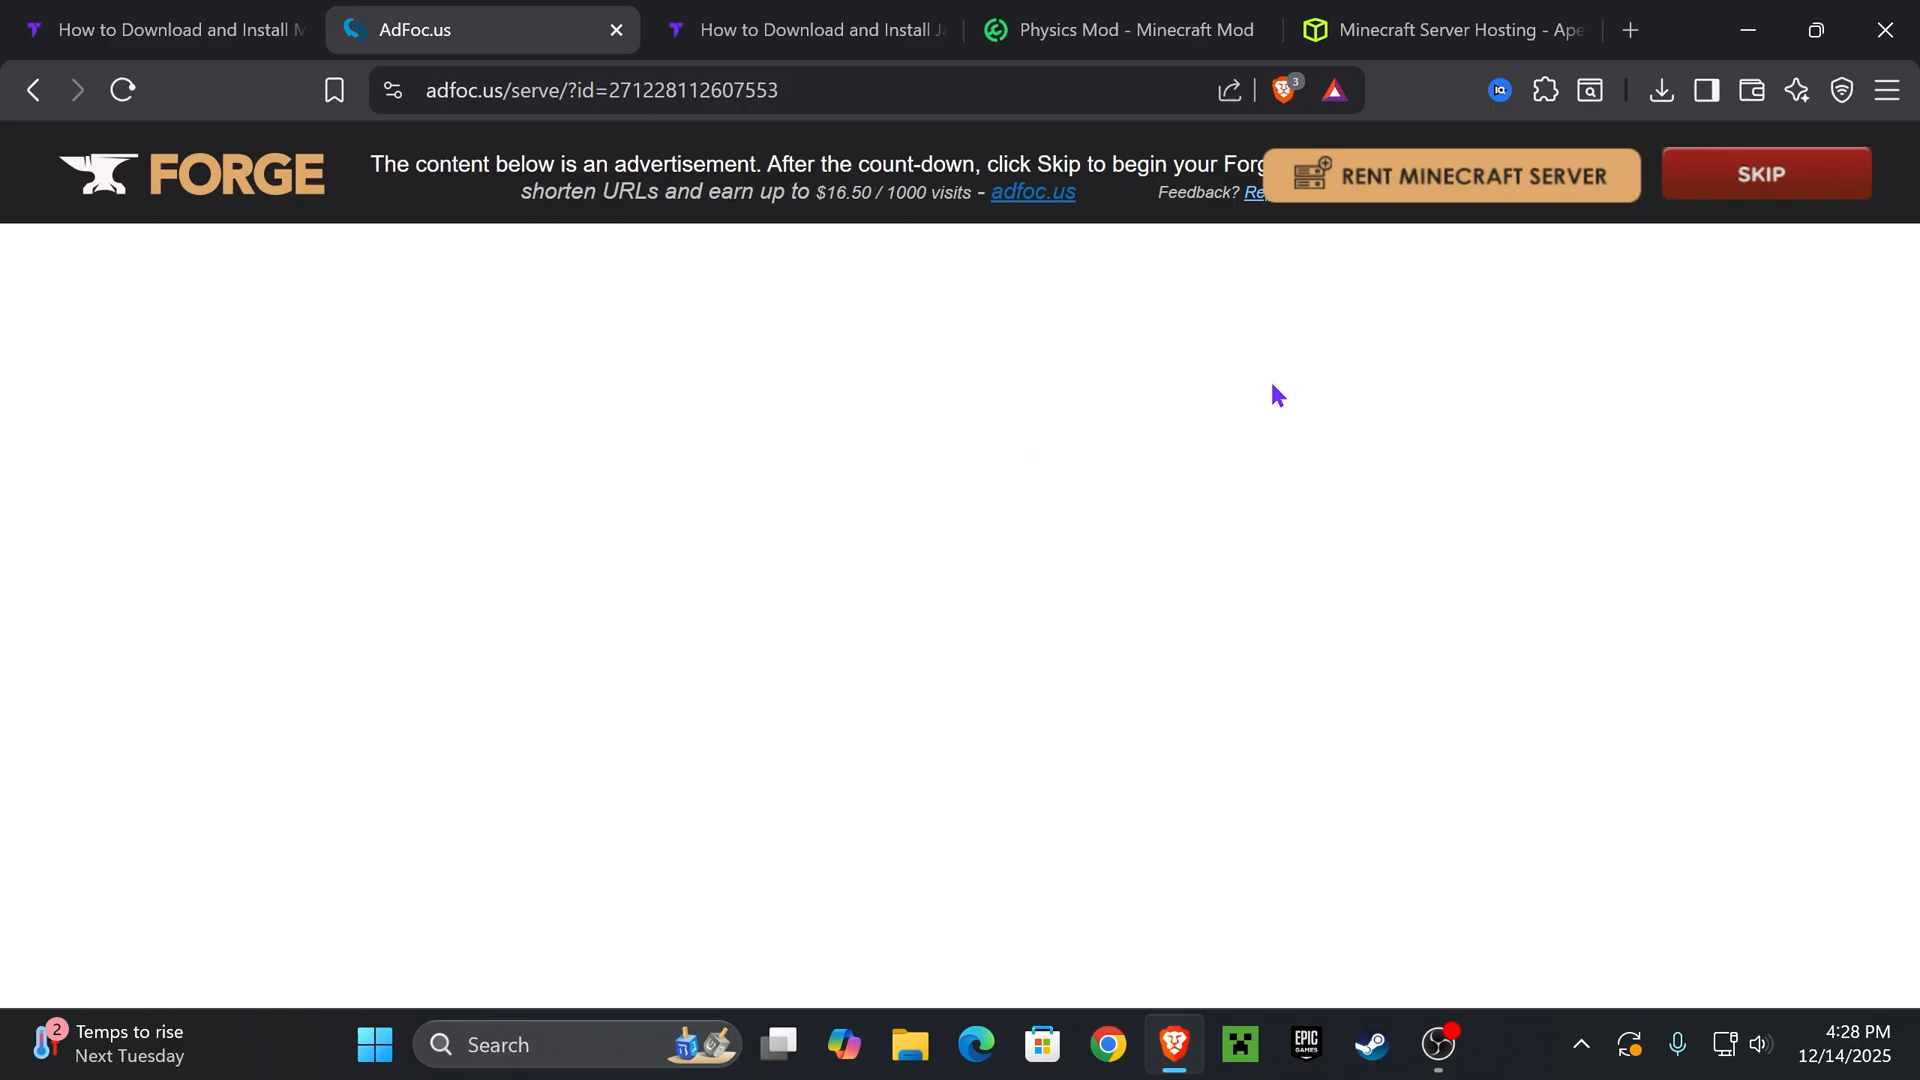 How to Download and Install M
AdFoc.us
How to Download and Install Ja
Physics Mod - Minecraft Mod
Minecraft Server Hosting - Ape
adfoc.us/serve/?id=271228112607553
3
FORGE
The content below is an advertisement. After the count-down, click Skip to begin your Forg
shorten URLs and earn up to $16.50 / 1000 visits - adfoc.us
Feedback? Re
RENT MINECRAFT SERVER
SKIP
2
Temps to rise
Next Tuesday
Search
EPIC
GAMES
4:28 PM
12/14/2025